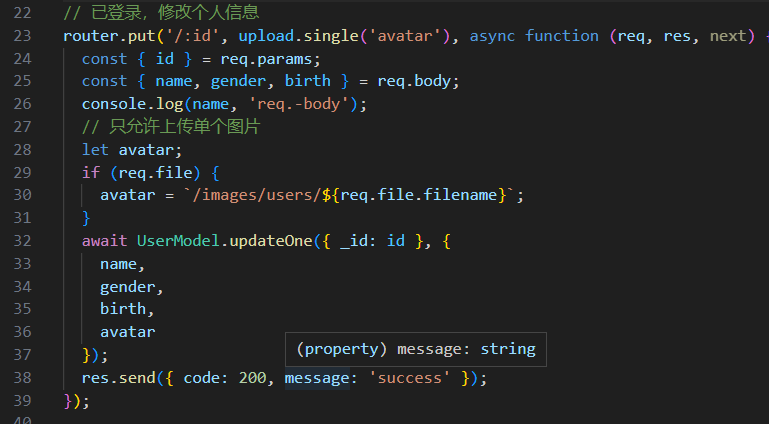 22 // 已登录，修改个人信息
23 router.put('/:id', upload.single('avatar'), async function (req, res, next) {
24 const { id } = req.params;
25 const { name, gender, birth } = req.body;
26 console.log(name, 'req.-body');
27 // 只允许上传单个图片
28 let avatar;
29 if (req.file) {
30 avatar = `/images/users/${req.file.filename}`;
31 }
32 await UserModel.updateOne({ _id: id }, {
33 name,
34 gender,
35 birth,
36 avatar
(property) message: string
37 });
38 res.send({ code: 200, message: 'success' });
39 });
40